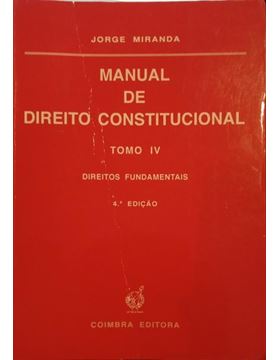 JORGE MIRANDA
MANUAL
DE
DIREITO CONSTITUCIONAL
TOMO IV
DIREITOS FUNDAMENTAIS
4.ª EDIÇÃO
COIMBRA EDITORA